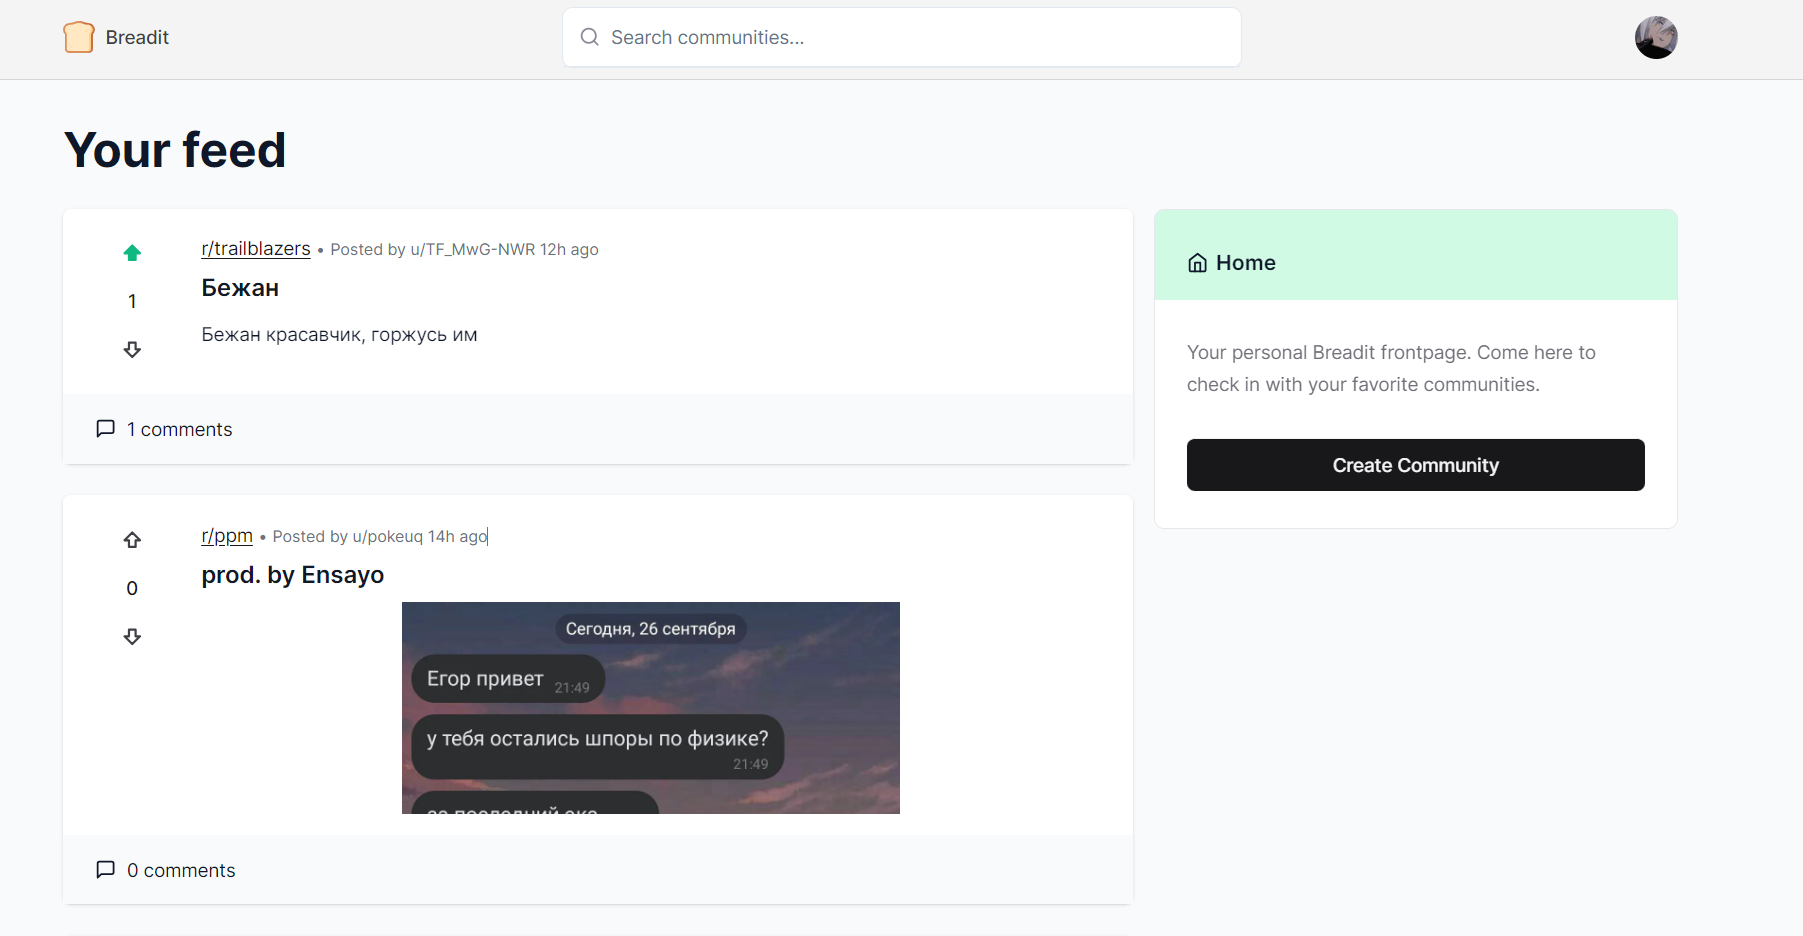 Breadit
Search communities...
Your feed
r/trailblazers • Posted by u/TF_MwG-NWR 12h ago
Бежан
1
Бежан красавчик, горжусь им
1 comments
r/ppm • Posted by u/pokeuq 14h ago
prod. by Ensayo
0
Сегодня, 26 сентября
Егор привет 21:49
у тебя остались шпоры по физике?
21:49
за последний экз
0 comments
Home
Your personal Breadit frontpage. Come here to
check in with your favorite communities.
Create Community